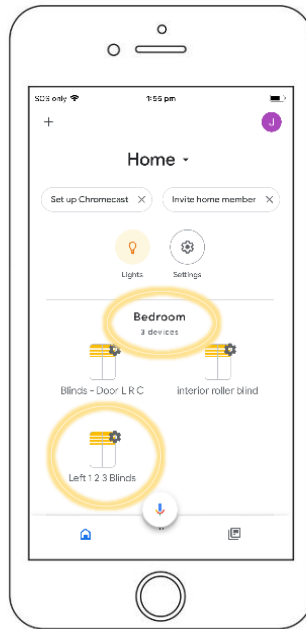 SOS only 1:55 pm
+ J
Home
Set up Chromecast × Invite home member ×
Lights Settings
Bedroom
3 devices
Blinds - Door L R C interior roller blind
Left 1 2 3 Blinds